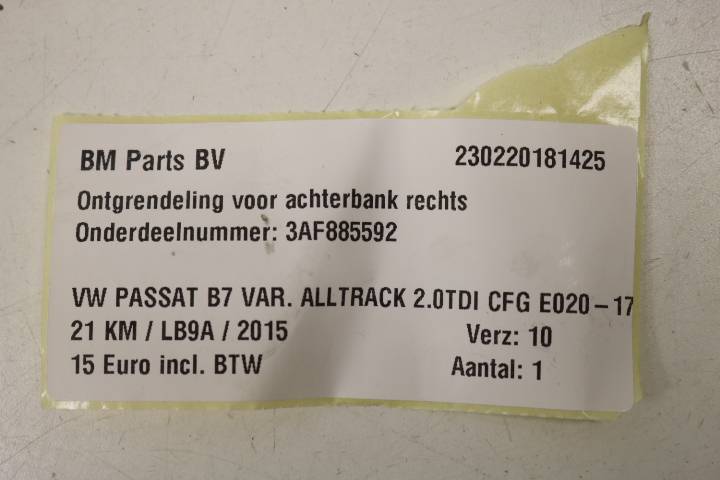 BM Parts BV 230220181425
Ontgrendeling voor achterbank rechts
Onderdeelnummer: 3AF885592
VW PASSAT B7 VAR. ALLTRACK 2.0TDI CFG E020-17
21 KM / LB9A / 2015 Verz: 10
15 Euro incl. BTW Aantal: 1